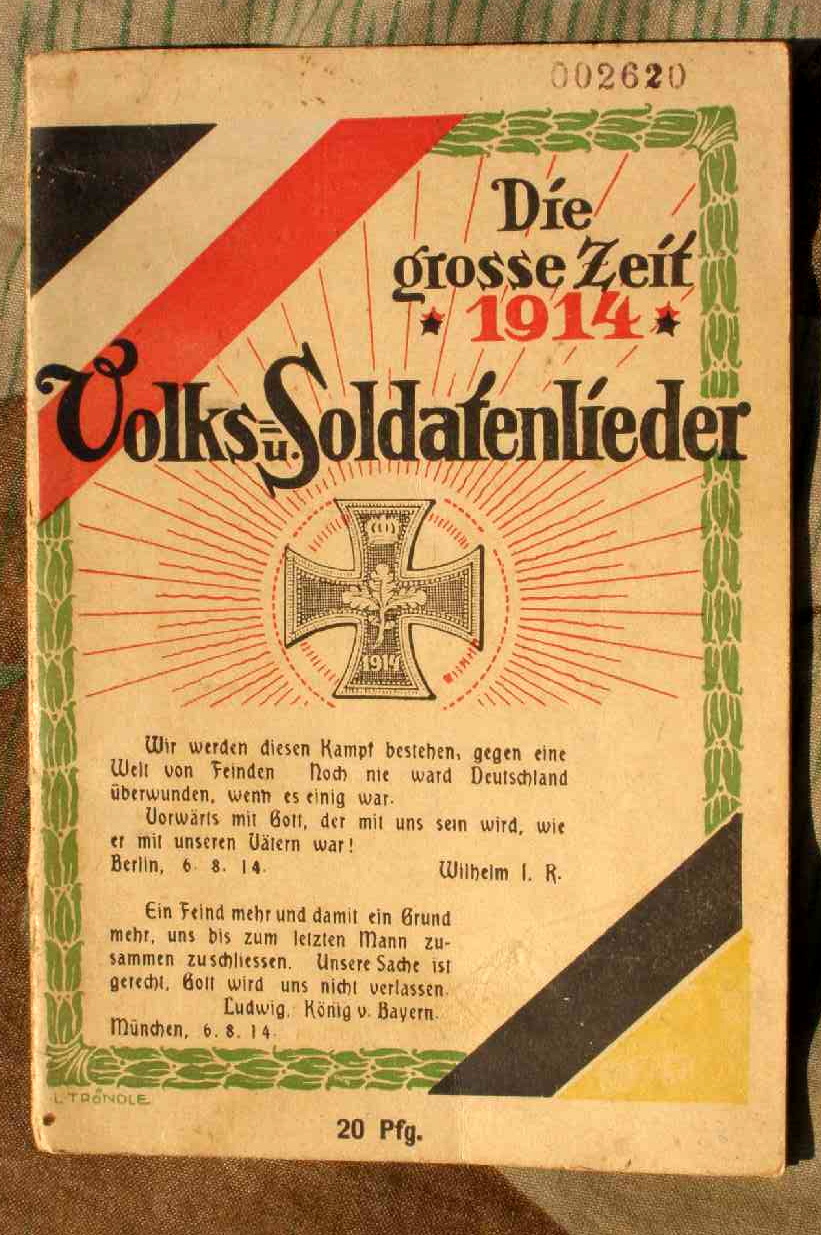 002620
Die
grosse Zeit
1914
Volks= u. Soldatenlieder
1914
Wir werden diesen Kampf bestehen, gegen eine
Welt von Feinden Noch nie ward Deutschland
überwunden, wenn es einig war.
Vorwärts mit Gott, der mit uns sein wird, wie
er mit unseren Vätern war!
Berlin, 6. 8. 14. Wilhelm I. R.
Ein Feind mehr und damit ein Grund
mehr, uns bis zum letzten Mann zu-
sammen zuschliessen. Unsere Sache ist
gerecht, Gott wird uns nicht verlassen.
Ludwig, König v. Bayern.
München, 6. 8. 14.
L. TRÖNDLE
20 Pfg.